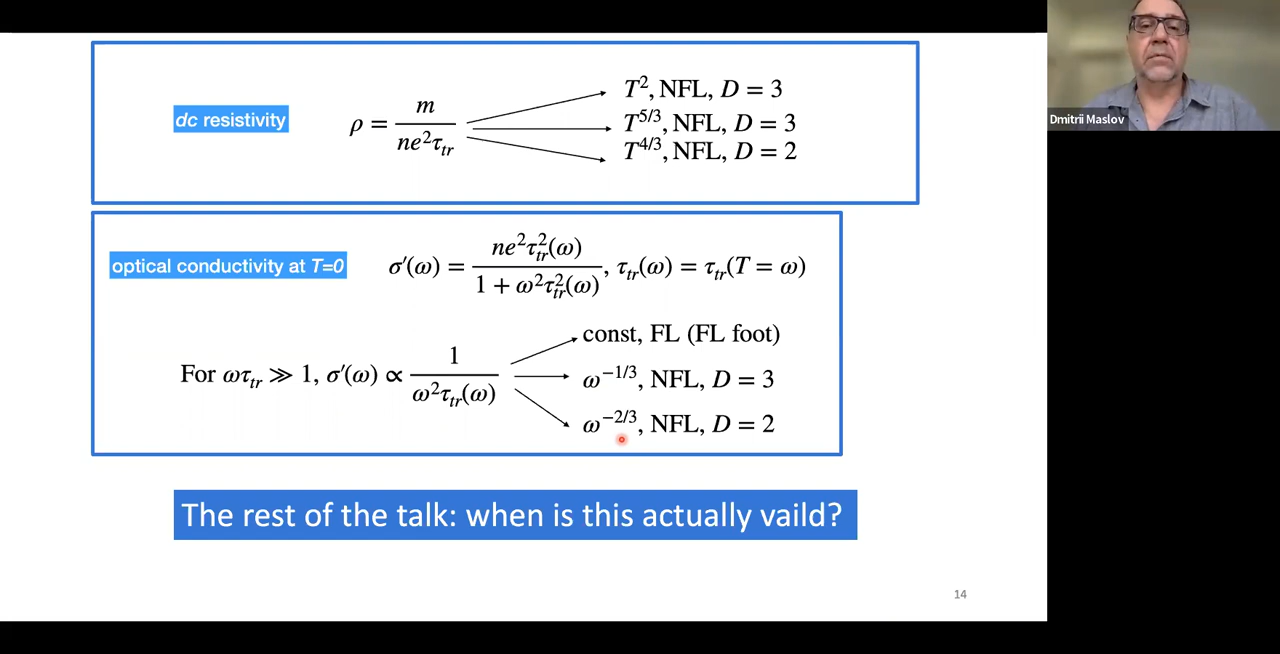 dc resistivity
ρ = m / ne²τ_tr
T², NFL, D = 3
T^{5/3}, NFL, D = 3
T^{4/3}, NFL, D = 2
optical conductivity at T=0
σ′(ω) = ne²τ²_tr(ω) / 1 + ω²τ²_tr(ω), τ_tr(ω) = τ_tr(T = ω)
For ωτ_tr ≫ 1, σ′(ω) ∝ 1 / ω²τ_tr(ω)
const, FL (FL foot)
ω^{−1/3}, NFL, D = 3
ω^{−2/3}, NFL, D = 2
The rest of the talk: when is this actually vaild?
14
Dmitrii Maslov